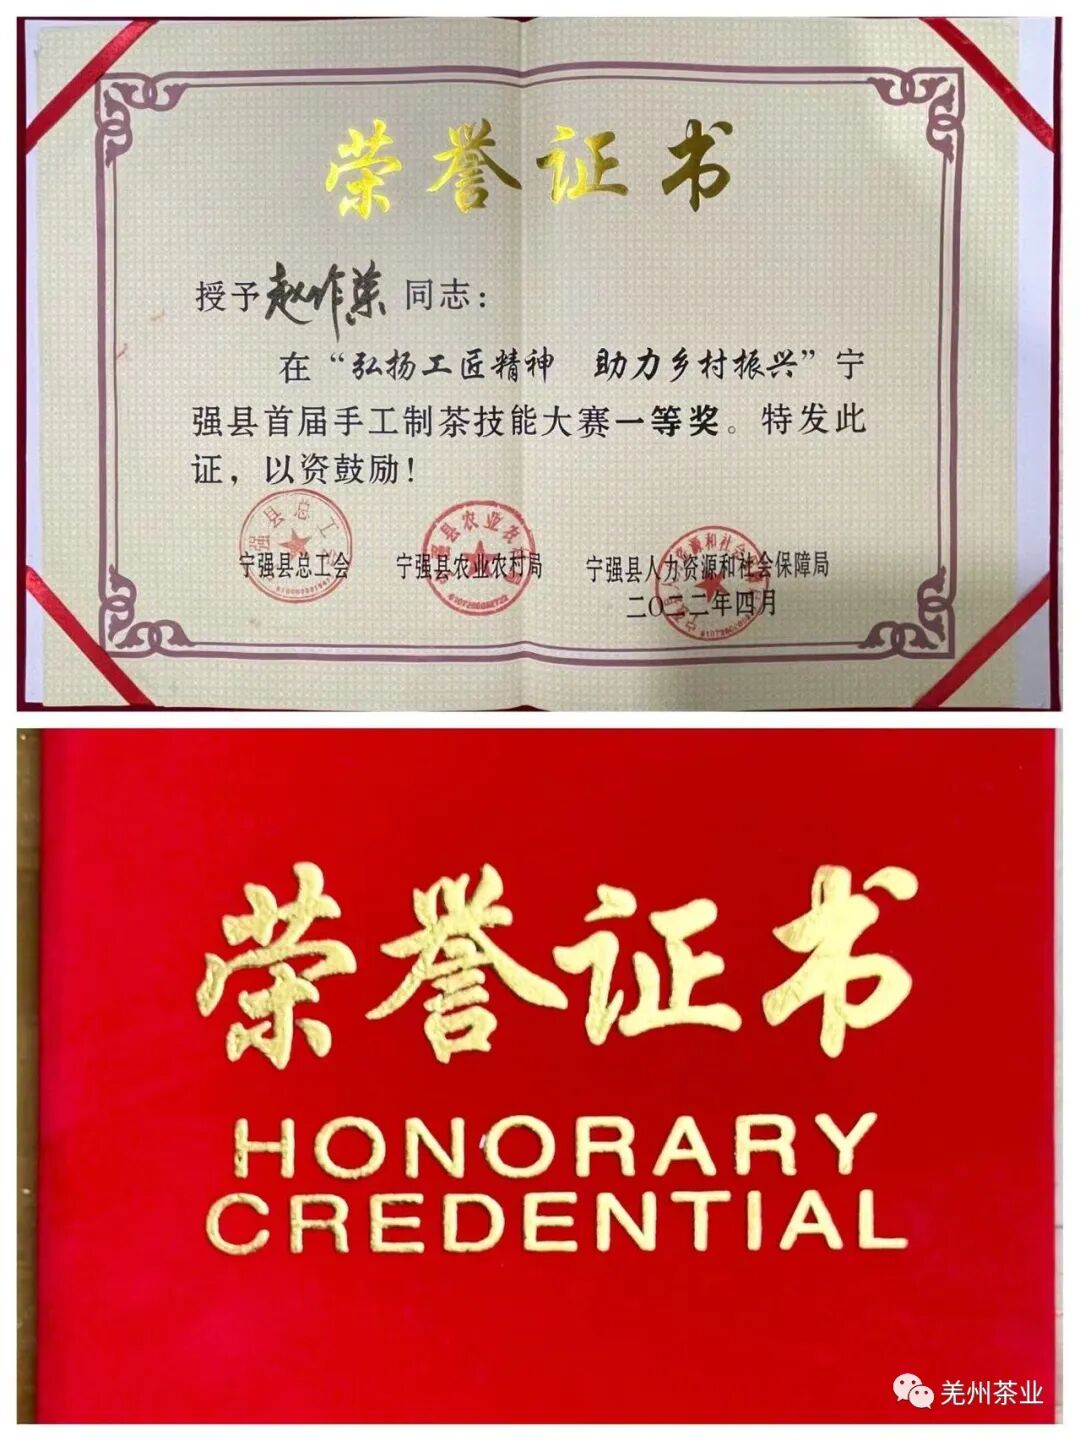 荣誉证书
授予赵作荣 同志：
在“弘扬工匠精神 助力乡村振兴”宁
强县首届手工制茶技能大赛一等奖。特发此
证，以资鼓励！
宁强县总工会 宁强县农业农村局 宁强县人力资源和社会保障局
二〇二二年四月
荣誉证书
HONORARY
CREDENTIAL
羌州茶业